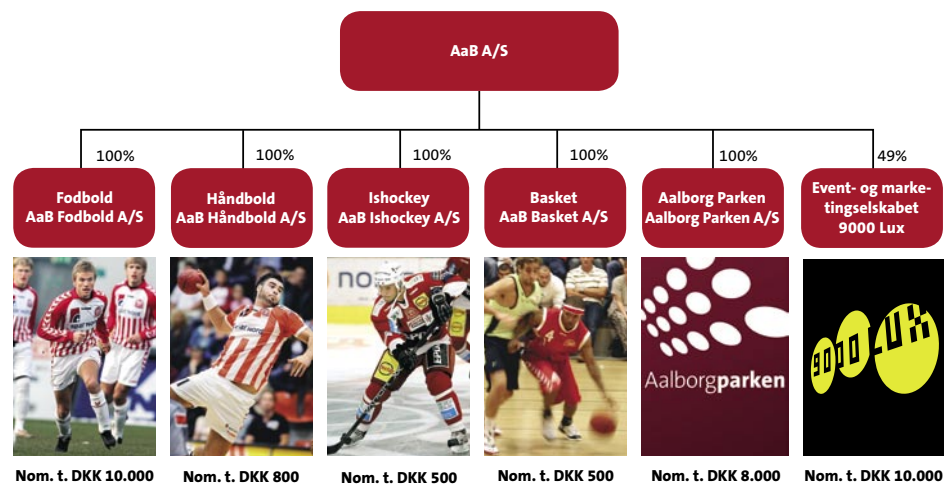 AaB A/S
100%
100%
100%
100%
100%
49%
Fodbold
AaB Fodbold A/S
Håndbold
AaB Håndbold A/S
Ishockey
AaB Ishockey A/S
Basket
AaB Basket A/S
Aalborg Parken
Aalborg Parken A/S
Event- og marke-
tingselskabet
9000 Lux
4
Aalborgparken
Nom. t. DKK 10.000
Nom. t. DKK 800
Nom. t. DKK 500
Nom. t. DKK 500
Nom. t. DKK 8.000
Nom. t. DKK 10.000